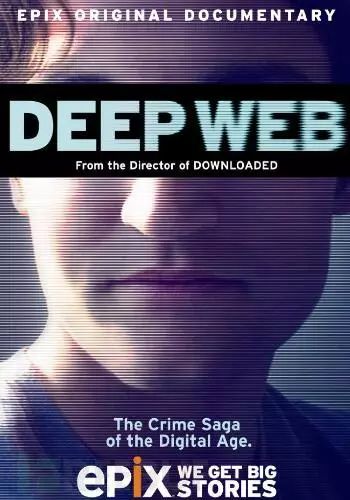 EPIX ORIGINAL DOCUMENTARY
DEEP WEB
From the Director of DOWNLOADED
The Crime Saga
of the Digital Age.
epix WE GET BIG
STORIES